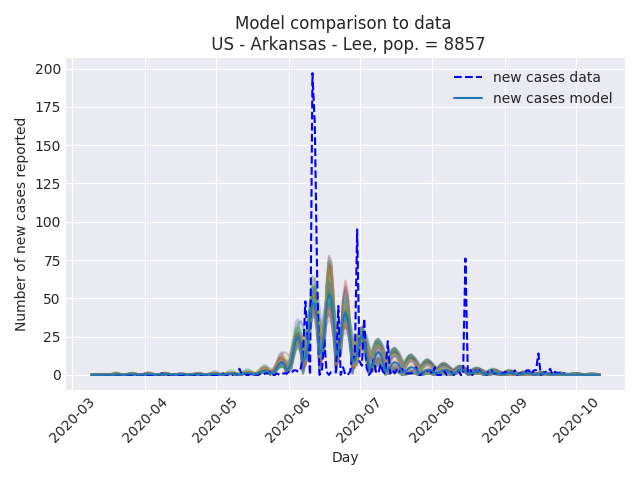 Model comparison to data
US - Arkansas - Lee, pop. = 8857
new cases data
new cases model
Number of new cases reported
200
175
150
125
100
75
50
25
0
2020-03
2020-04
2020-05
2020-06
2020-07
2020-08
2020-09
2020-10
Day